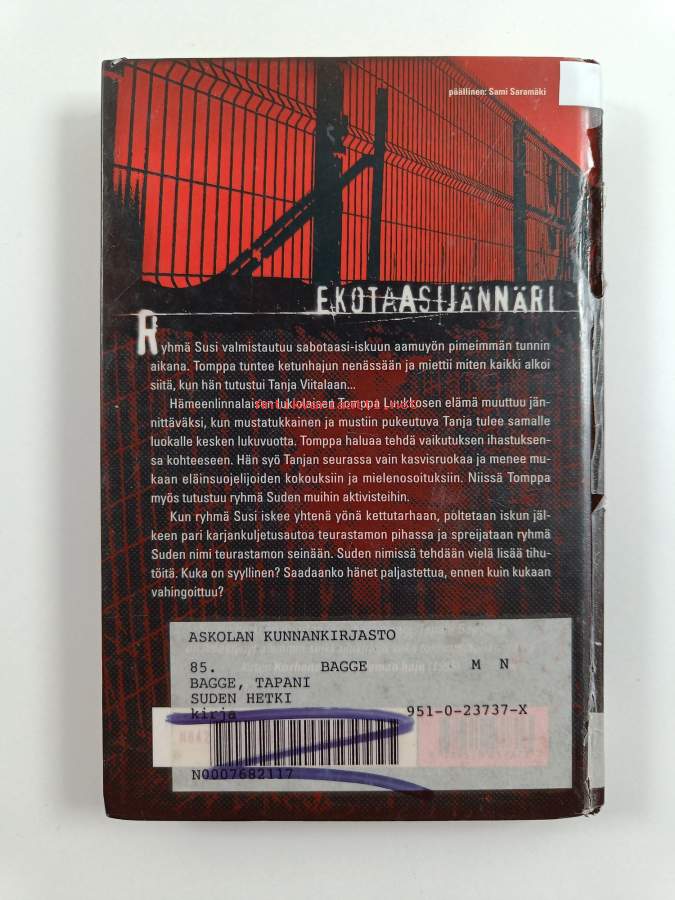 päällinen: Sami Saramäki
EKOTAASIJÄNNÄRI
Ryhmä Susi valmistautuu sabotaasi-iskuun aamuyön pimeimmän tunnin
aikana. Tomppa tuntee ketunhajun nenässään ja miettii miten kaikki alkoi
siitä, kun hän tutustui Tanja Viitalaan...
Hämeenlinnalaisen lukiolaisen Tomppa Luukkosen elämä muuttuu jän-
nittäväksi, kun mustatukkainen ja mustiin pukeutuva Tanja tulee samalle
luokalle kesken lukuvuotta. Tomppa haluaa tehdä vaikutuksen ihastuksen-
sa kohteeseen. Hän syö Tanjan seurassa vain kasvisruokaa ja menee mu-
kaan eläinsuojelijoiden kokouksiin ja mielenosoituksiin. Niissä Tomppa
myös tutustuu ryhmä Suden muihin aktivisteihin.
Kun ryhmä Susi iskee yhtenä yönä kettutarhaan, poltetaan iskun jäl-
keen pari karjankuljetusautoa teurastamon pihassa ja spreijataan ryhmä
Suden nimi teurastamon seinään. Suden nimissä tehdään vielä lisää tihu-
töitä. Kuka on syyllinen? Saadaanko hänet paljastettua, ennen kuin kukaan
vahingoittuu?
ASKOLAN KUNNANKIRJASTO
85. BAGGE M N
BAGGE, TAPANI
SUDEN HETKI
kirja 951-0-23737-X
N0007682117